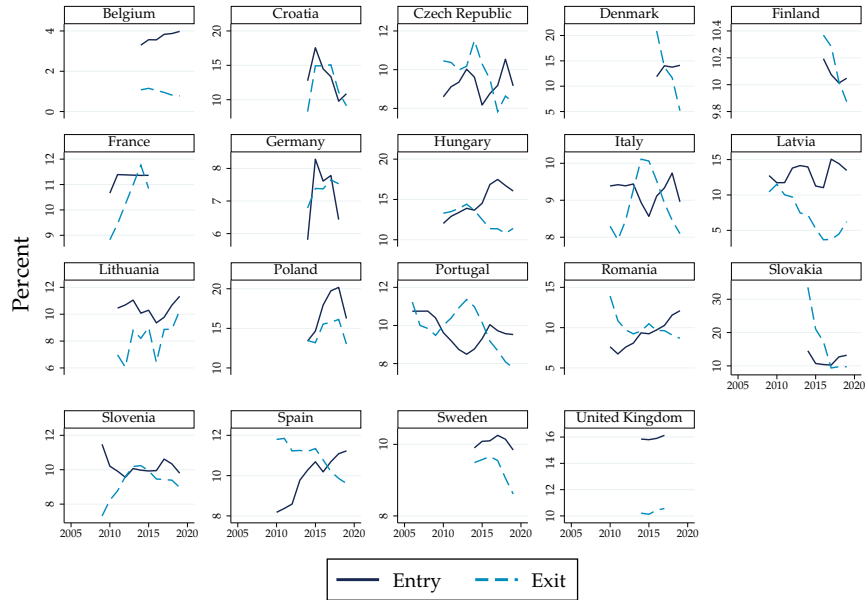 Belgium Croatia Czech Republic Denmark Finland
4 2 0
20 15 10
12 10 8
20 15 10 5
10.4 10.2 10 9.8
France Germany Hungary Italy Latvia
12 11 10 9
8 7 6
20 15 10
10 9 8
15 10 5 0
Percent
Lithuania Poland Portugal Romania Slovakia
12 10 8 6
20 15 10
12 10 8
15 10 5
30 20 10
2005 2010 2015 2020
Slovenia Spain Sweden United Kingdom
12 10 8
12 10 8
10 8
16 14 12 10
2005 2010 2015 2020 2005 2010 2015 2020 2005 2010 2015 2020 2005 2010 2015 2020
Entry Exit